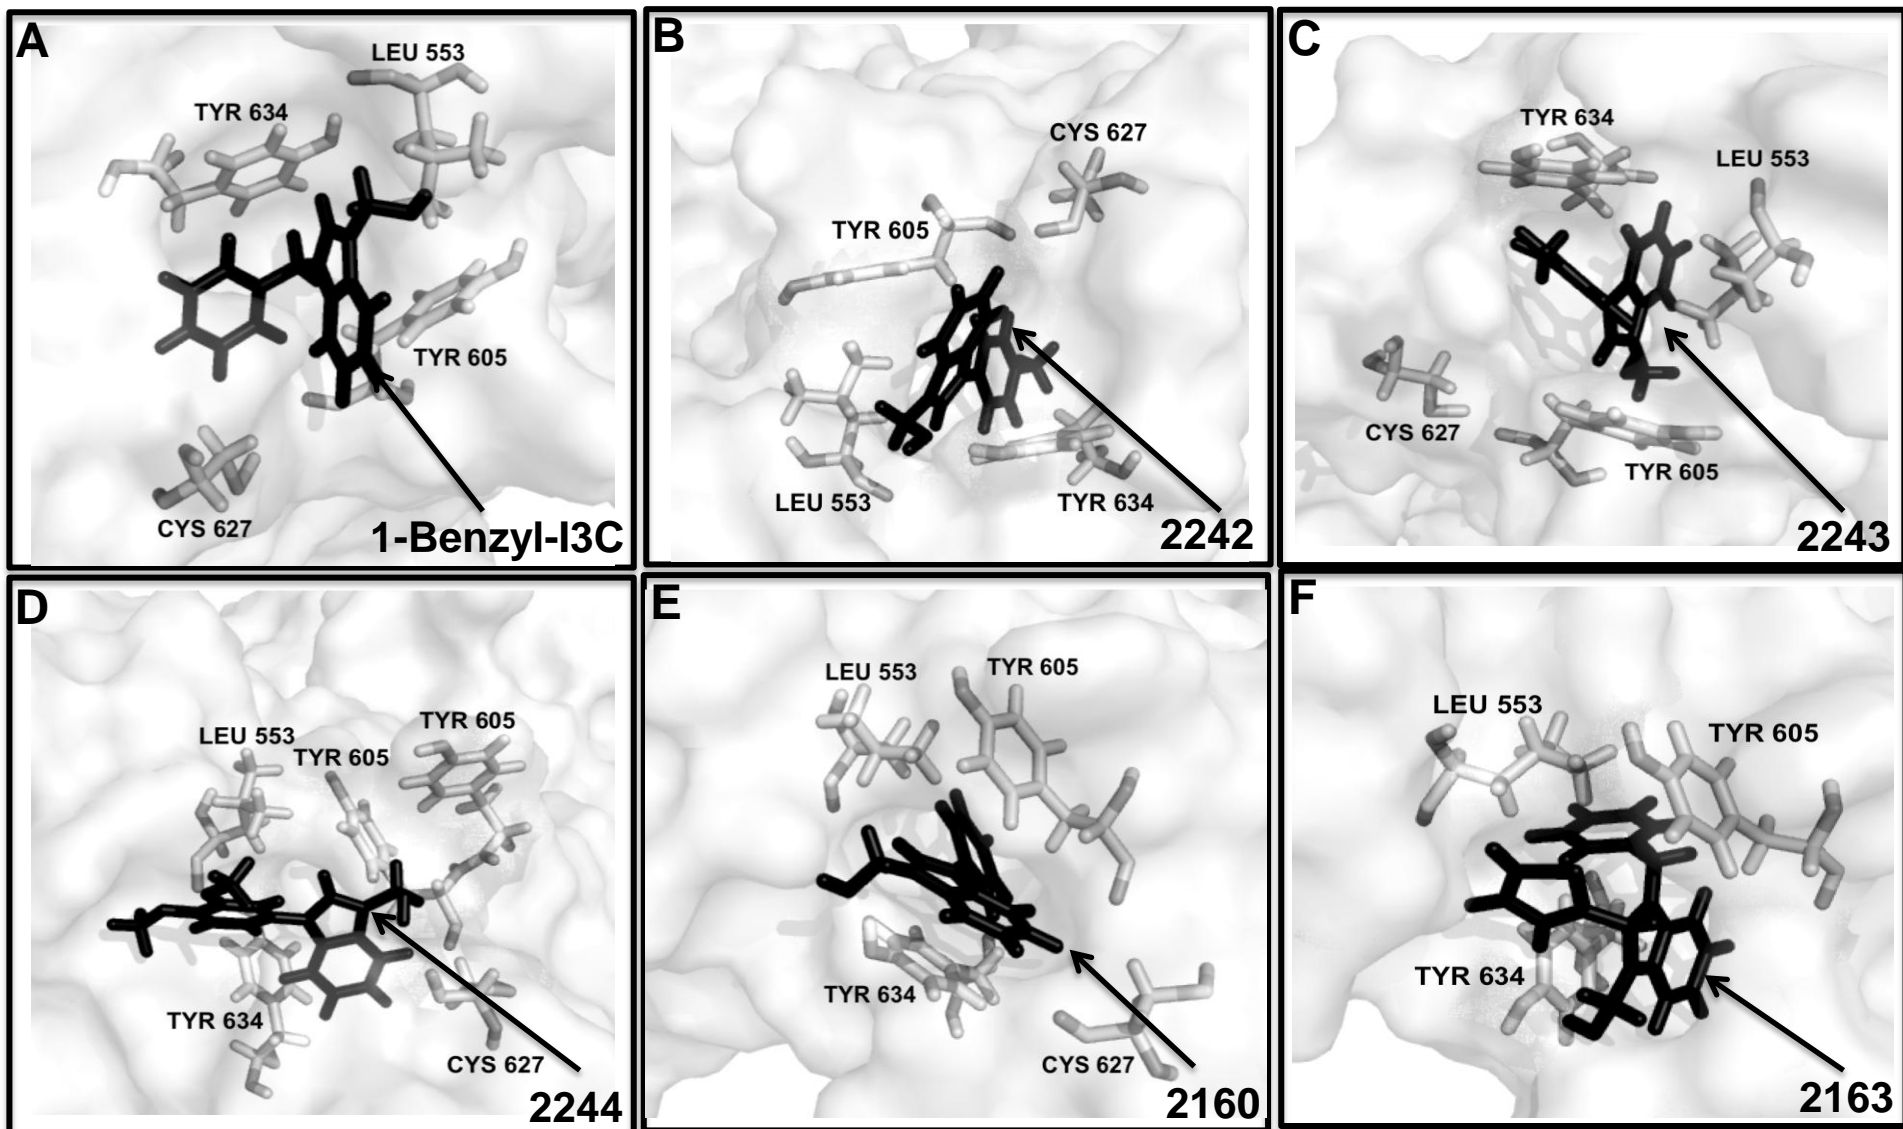 A
LEU 553
TYR 634
TYR 605
CYS 627
1-Benzyl-I3C
B
CYS 627
TYR 605
LEU 553
TYR 634
2242
C
TYR 634
LEU 553
CYS 627
TYR 605
2243
D
TYR 605
LEU 553
TYR 605
TYR 634
CYS 627
2244
E
LEU 553
TYR 605
TYR 634
CYS 627
2160
F
LEU 553
TYR 605
TYR 634
2163